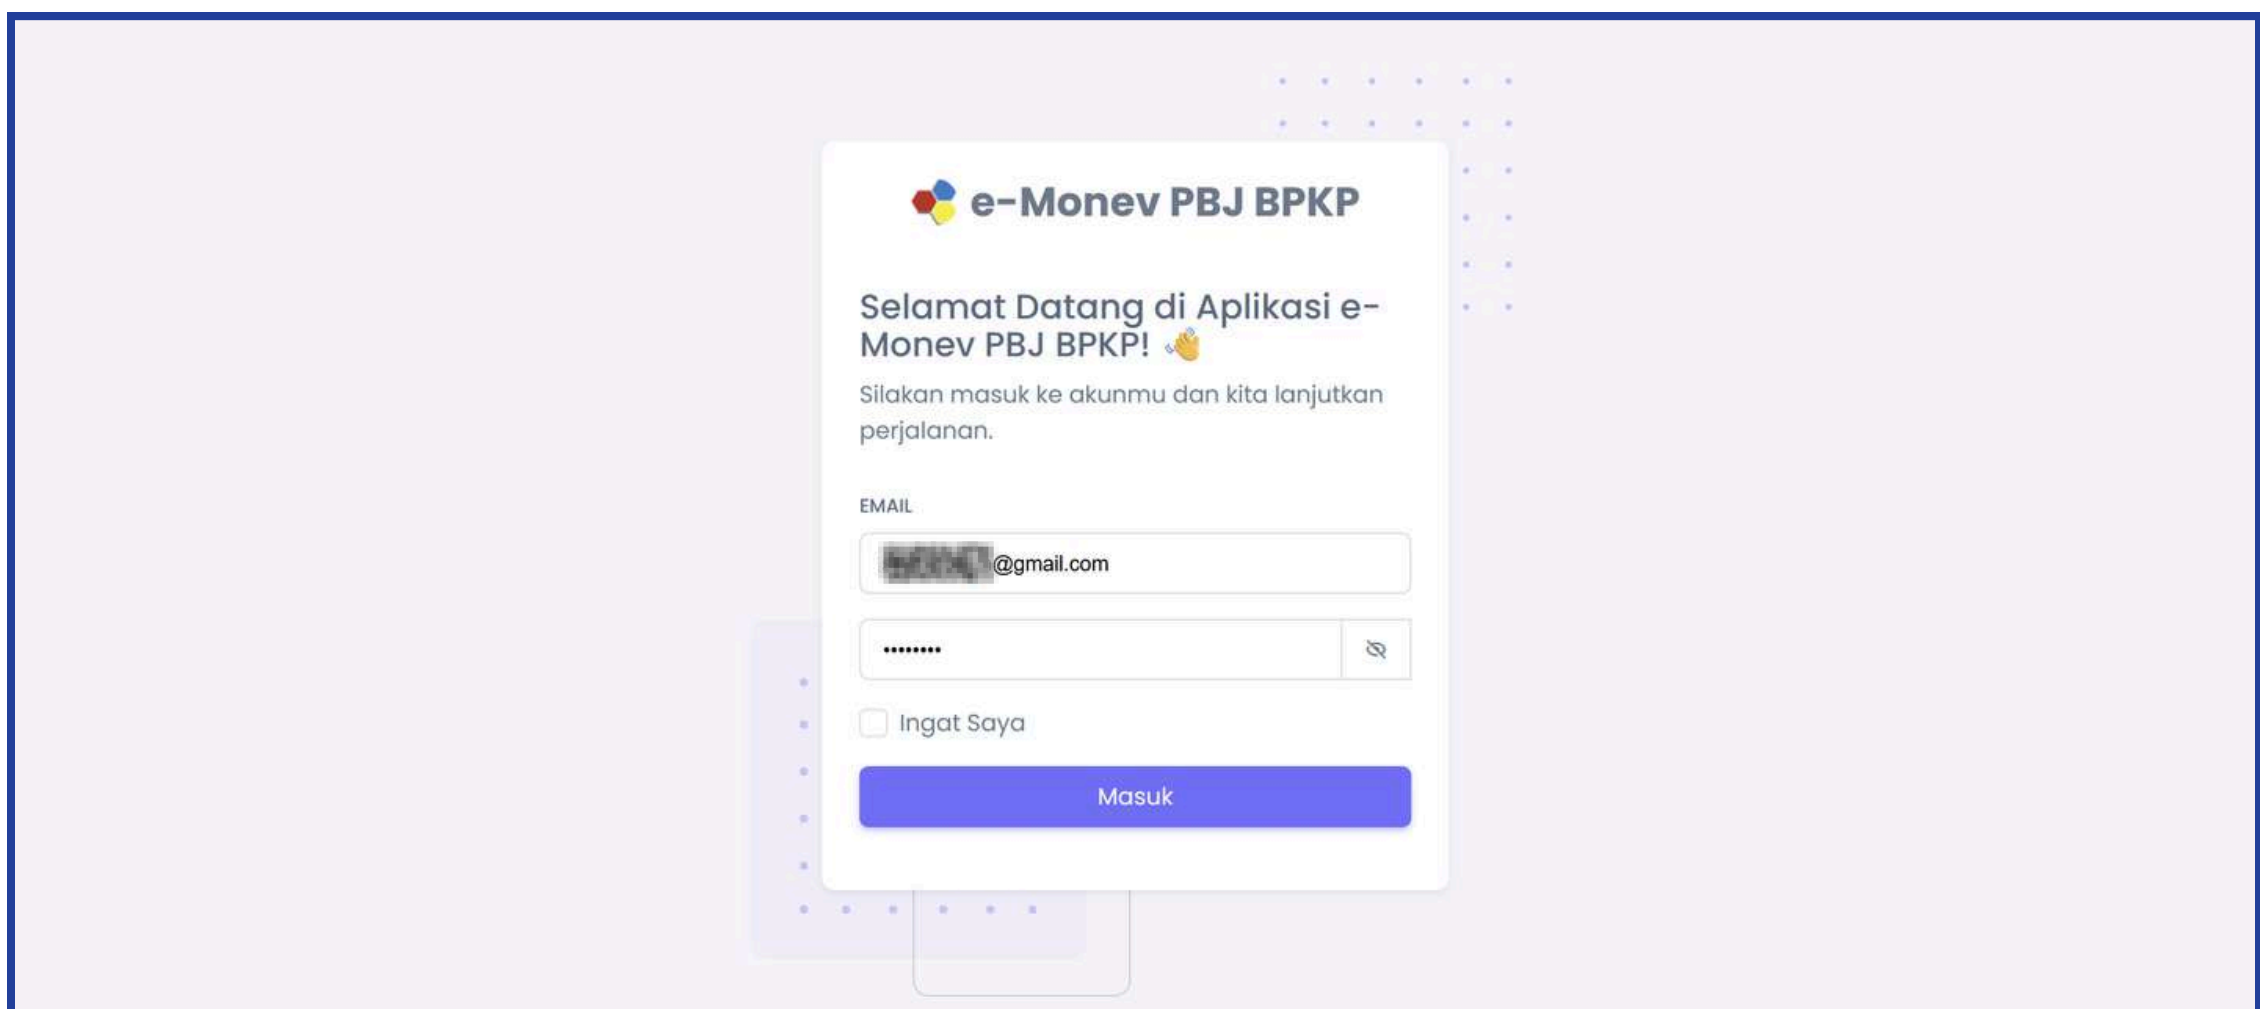 e-Monev PBJ BPKP
Selamat Datang di Aplikasi e-
Monev PBJ BPKP! 👋
Silakan masuk ke akunmu dan kita lanjutkan
perjalanan.
EMAIL
@gmail.com
••••••••
Ingat Saya
Masuk